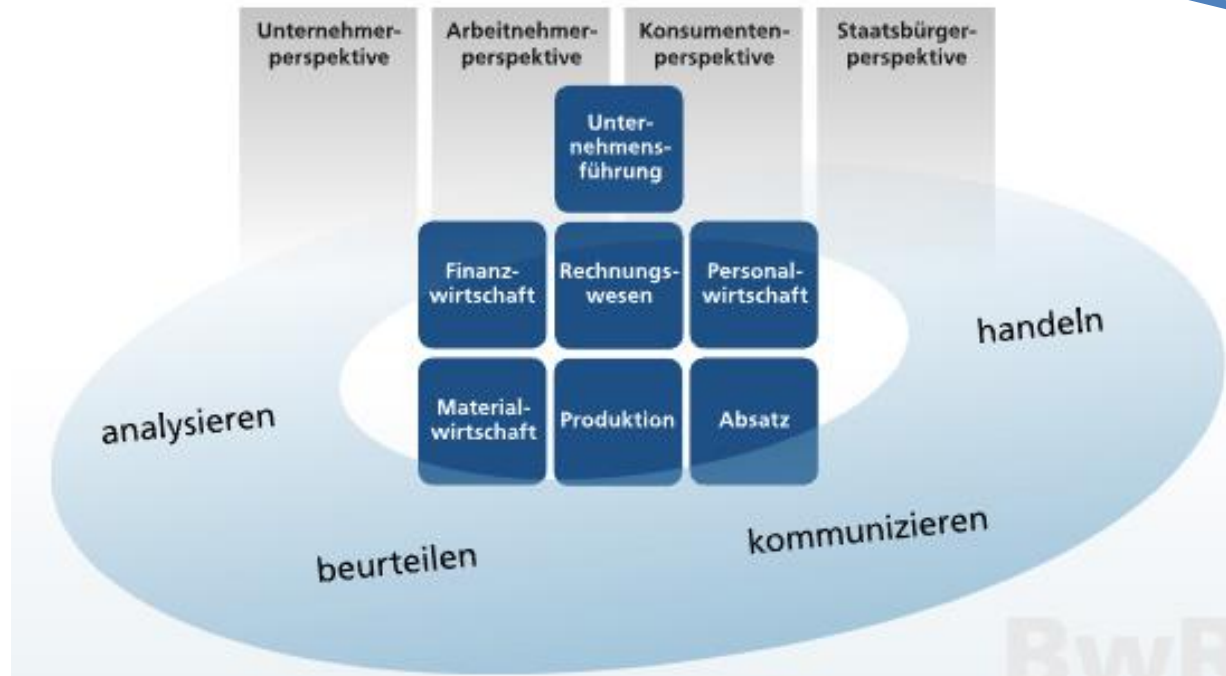 Unternehmer-
perspektive
Arbeitnehmer-
perspektive
Konsumenten-
perspektive
Staatsbürger-
perspektive
Unter-
nehmens-
führung
Finanz-
wirtschaft
Rechnungs-
wesen
Personal-
wirtschaft
Material-
wirtschaft
Produktion
Absatz
analysieren
beurteilen
kommunizieren
handeln
BwR